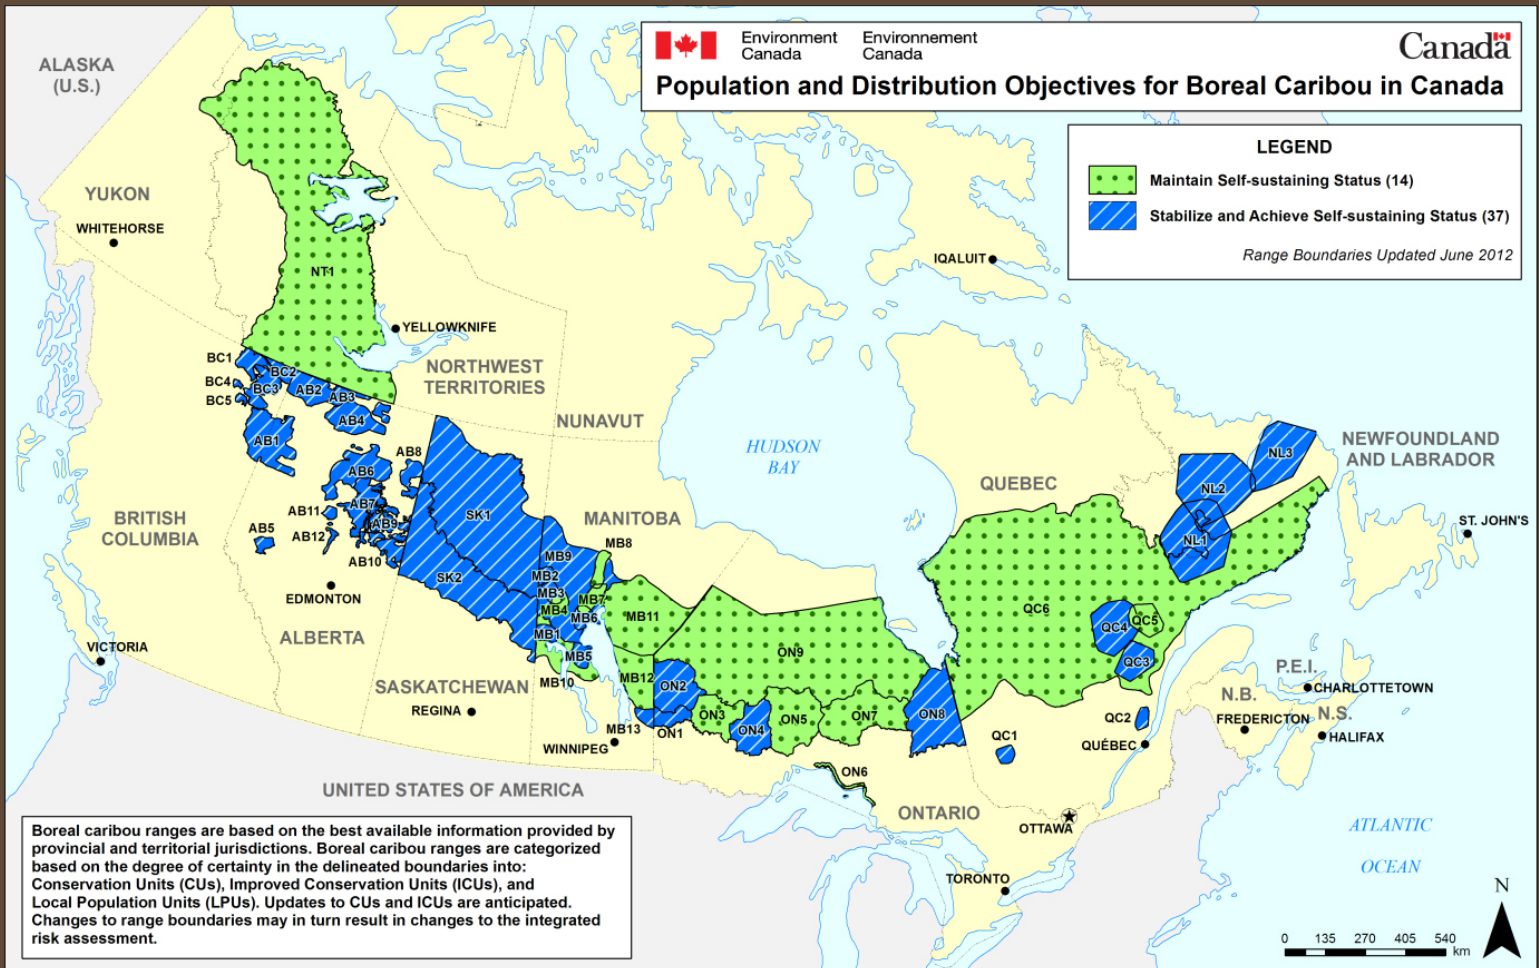 Environment
Canada
Environnement
Canada
Canada
Population and Distribution Objectives for Boreal Caribou in Canada
LEGEND
Maintain Self-sustaining Status (14)
Stabilize and Achieve Self-sustaining Status (37)
Range Boundaries Updated June 2012
ALASKA
(U.S.)
YUKON
WHITEHORSE
IQALUIT
NT1
YELLOWKNIFE
NORTHWEST
TERRITORIES
NUNAVUT
BC1
BC2
BC4
BC3
BC5
AB2
AB3
AB4
AB1
HUDSON
BAY
NEWFOUNDLAND
AND LABRADOR
NL3
NL2
NL1
QUEBEC
AB8
AB6
AB7
AB11
AB9
AB5
AB12
AB10
BRITISH
COLUMBIA
SK1
SK2
MANITOBA
ST. JOHN'S
MB8
MB9
MB2
MB3
MB7
MB4
MB6
MB11
MB1
MB5
MB10
MB12
MB13
EDMONTON
ALBERTA
VICTORIA
SASKATCHEWAN
REGINA
WINNIPEG
ON9
ON2
ON3
ON5
ON7
ON8
ON4
ON1
ON6
QC6
QC4
QC5
QC3
QC2
QC1
QUÉBEC
P.E.I.
CHARLOTTETOWN
N.B.
N.S.
FREDERICTON
HALIFAX
UNITED STATES OF AMERICA
ONTARIO
OTTAWA
TORONTO
ATLANTIC
OCEAN
Boreal caribou ranges are based on the best available information provided by
provincial and territorial jurisdictions. Boreal caribou ranges are categorized
based on the degree of certainty in the delineated boundaries into:
Conservation Units (CUs), Improved Conservation Units (ICUs), and
Local Population Units (LPUs). Updates to CUs and ICUs are anticipated.
Changes to range boundaries may in turn result in changes to the integrated
risk assessment.
N
0 135 270 405 540
km